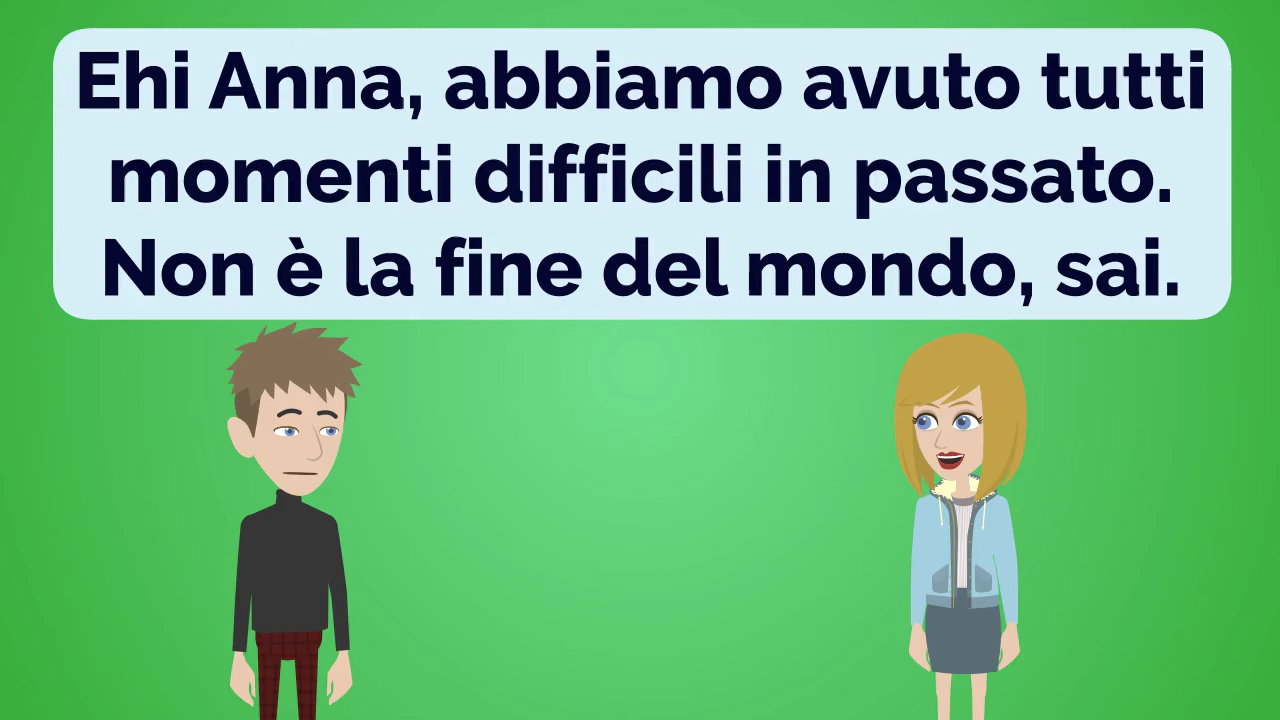 Ehi Anna, abbiamo avuto tutti
momenti difficili in passato.
Non è la fine del mondo, sai.